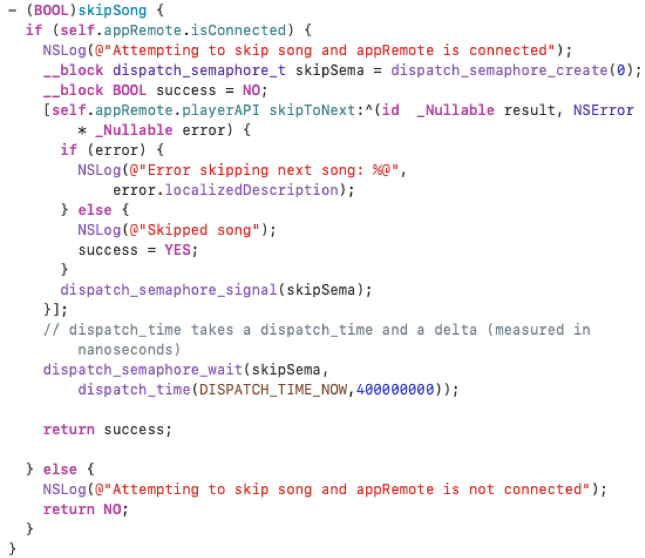 - (BOOL)skipSong {
  if (self.appRemote.isConnected) {
    NSLog(@"Attempting to skip song and appRemote is connected");
    __block dispatch_semaphore_t skipSema = dispatch_semaphore_create(0);
    __block BOOL success = NO;
    [self.appRemote.playerAPI skipToNext:^(id  _Nullable result, NSError
        * _Nullable error) {
      if (error) {
        NSLog(@"Error skipping next song: %@",
            error.localizedDescription);
      } else {
        NSLog(@"Skipped song");
        success = YES;
      }
      dispatch_semaphore_signal(skipSema);
    }];
    // dispatch_time takes a dispatch_time and a delta (measured in
        nanoseconds)
    dispatch_semaphore_wait(skipSema,
        dispatch_time(DISPATCH_TIME_NOW,400000000));

    return success;

  } else {
    NSLog(@"Attempting to skip song and appRemote is not connected");
    return NO;
  }
}